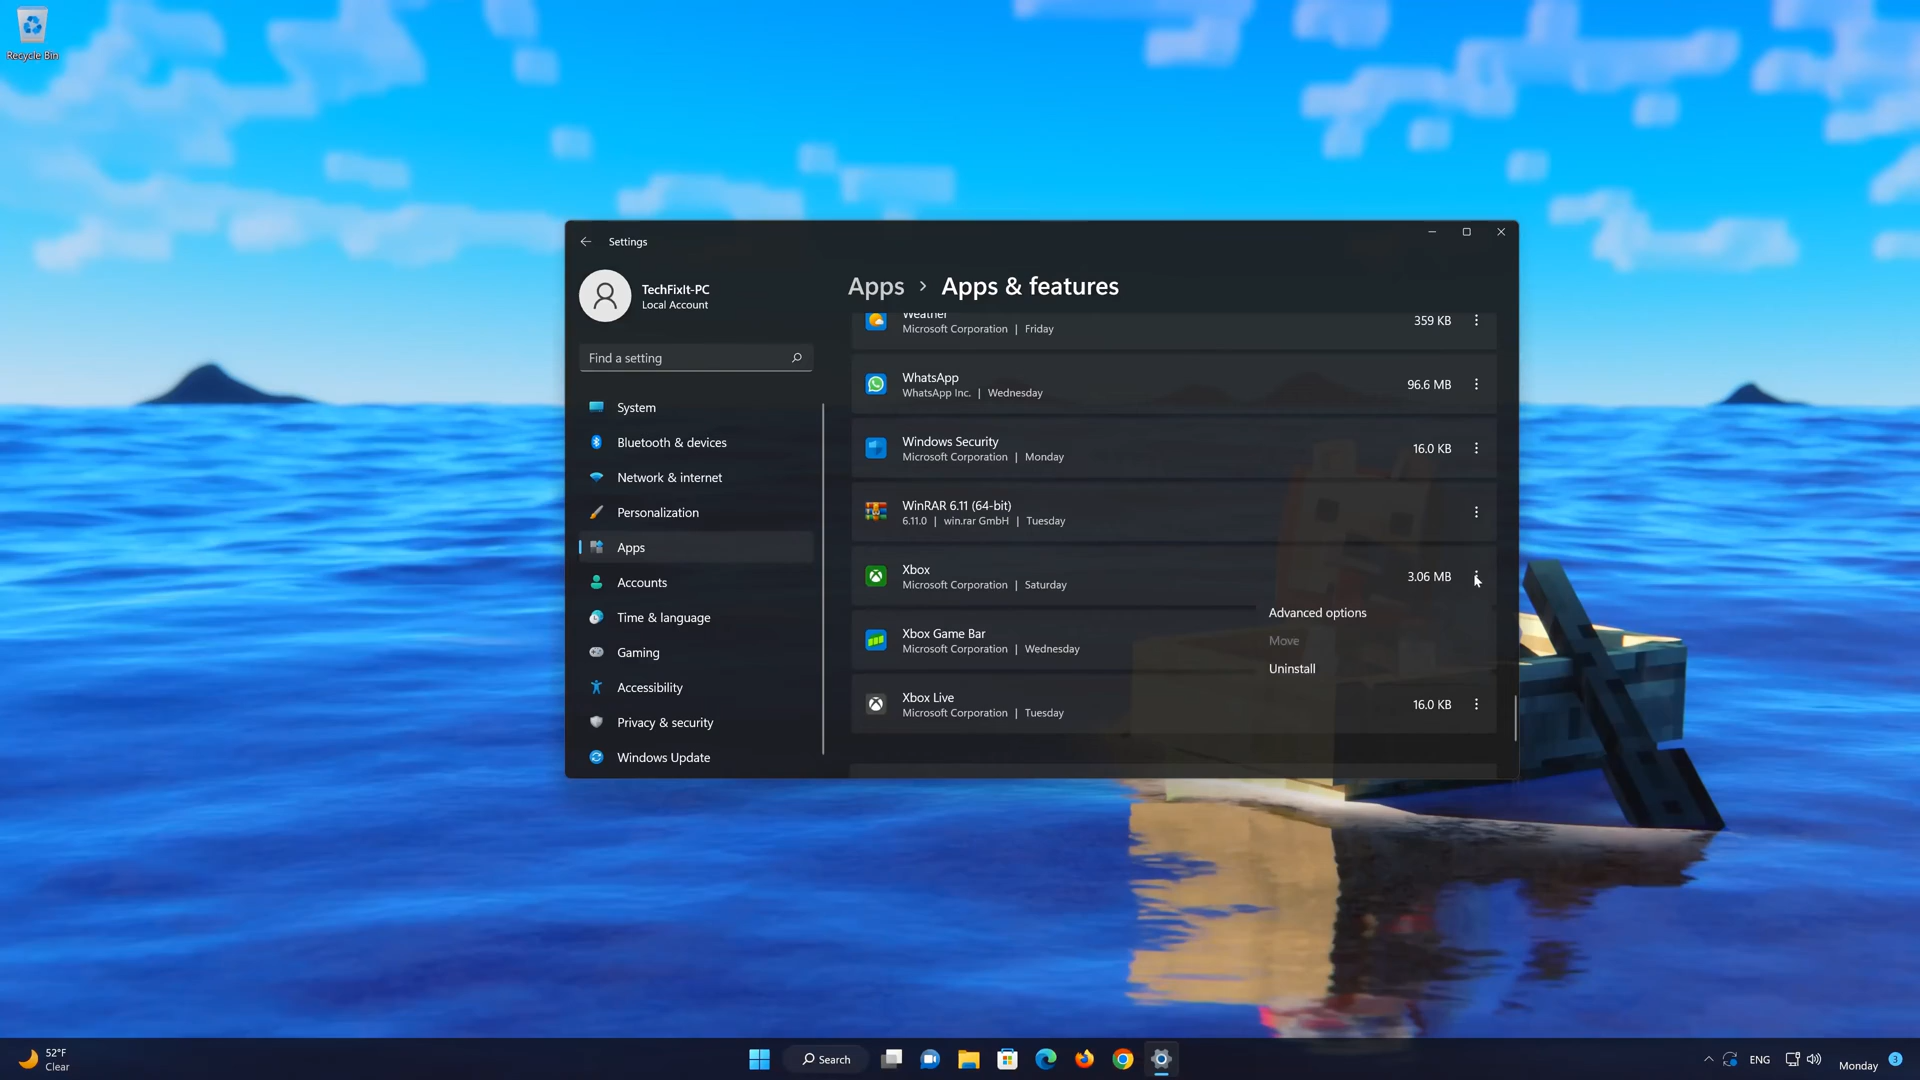 Recycle Bin
Settings
TechFixIt-PC
Local Account
Find a setting
System
Bluetooth & devices
Network & internet
Personalization
Apps
Accounts
Time & language
Gaming
Accessibility
Privacy & security
Windows Update
Apps > Apps & features
Weather
Microsoft Corporation | Friday
359 KB
WhatsApp
WhatsApp Inc. | Wednesday
96.6 MB
Windows Security
Microsoft Corporation | Monday
16.0 KB
WinRAR 6.11 (64-bit)
6.11.0 | win.rar GmbH | Tuesday
Xbox
Microsoft Corporation | Saturday
3.06 MB
Advanced options
Move
Uninstall
Xbox Game Bar
Microsoft Corporation | Wednesday
Xbox Live
Microsoft Corporation | Tuesday
16.0 KB
52°F
Clear
Search
ENG
Monday
3